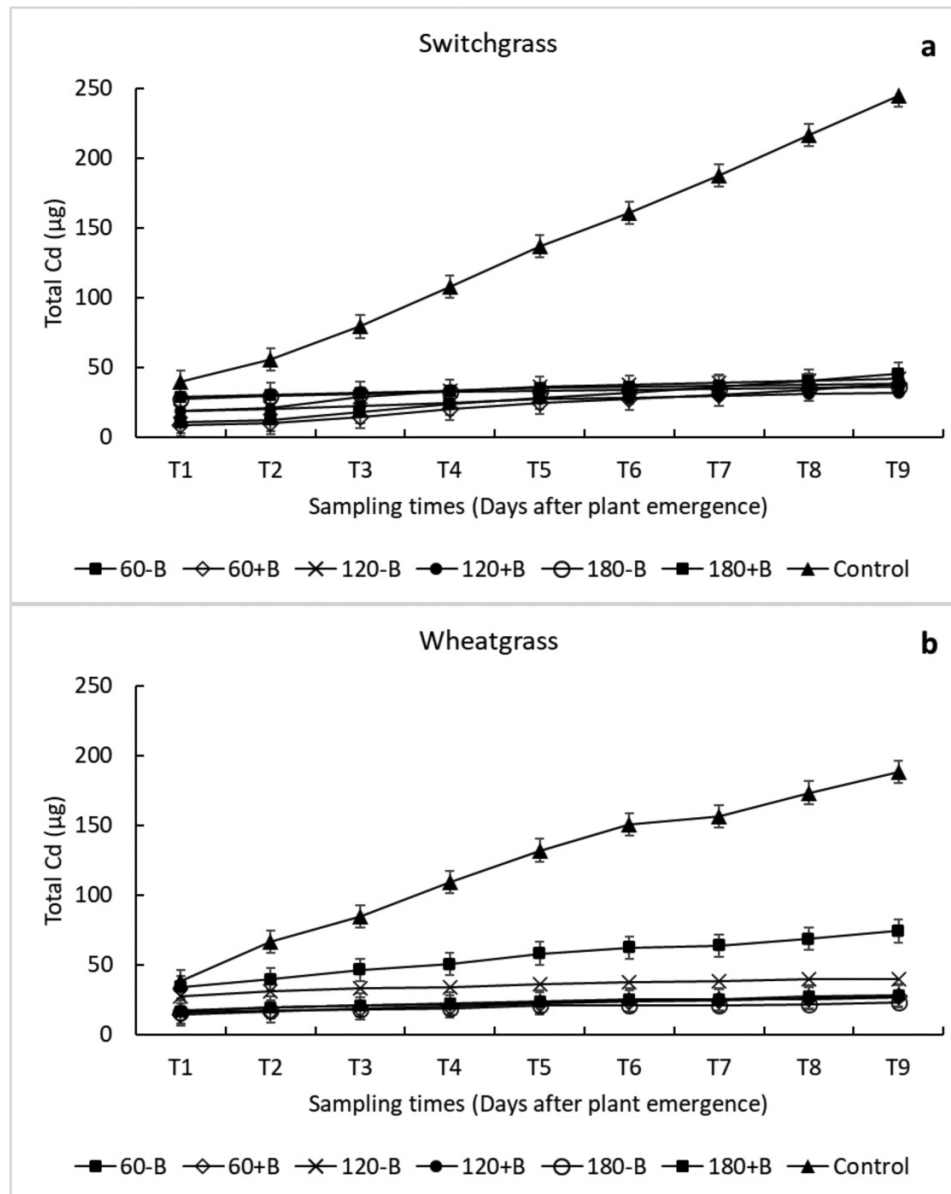 Switchgrass
a
250
200
150
100
50
0
Total Cd (µg)
T1 T2 T3 T4 T5 T6 T7 T8 T9
Sampling times (Days after plant emergence)
60-B 60+B 120-B 120+B 180-B 180+B Control
Wheatgrass
b
250
200
150
100
50
0
Total Cd (µg)
T1 T2 T3 T4 T5 T6 T7 T8 T9
Sampling times (Days after plant emergence)
60-B 60+B 120-B 120+B 180-B 180+B Control